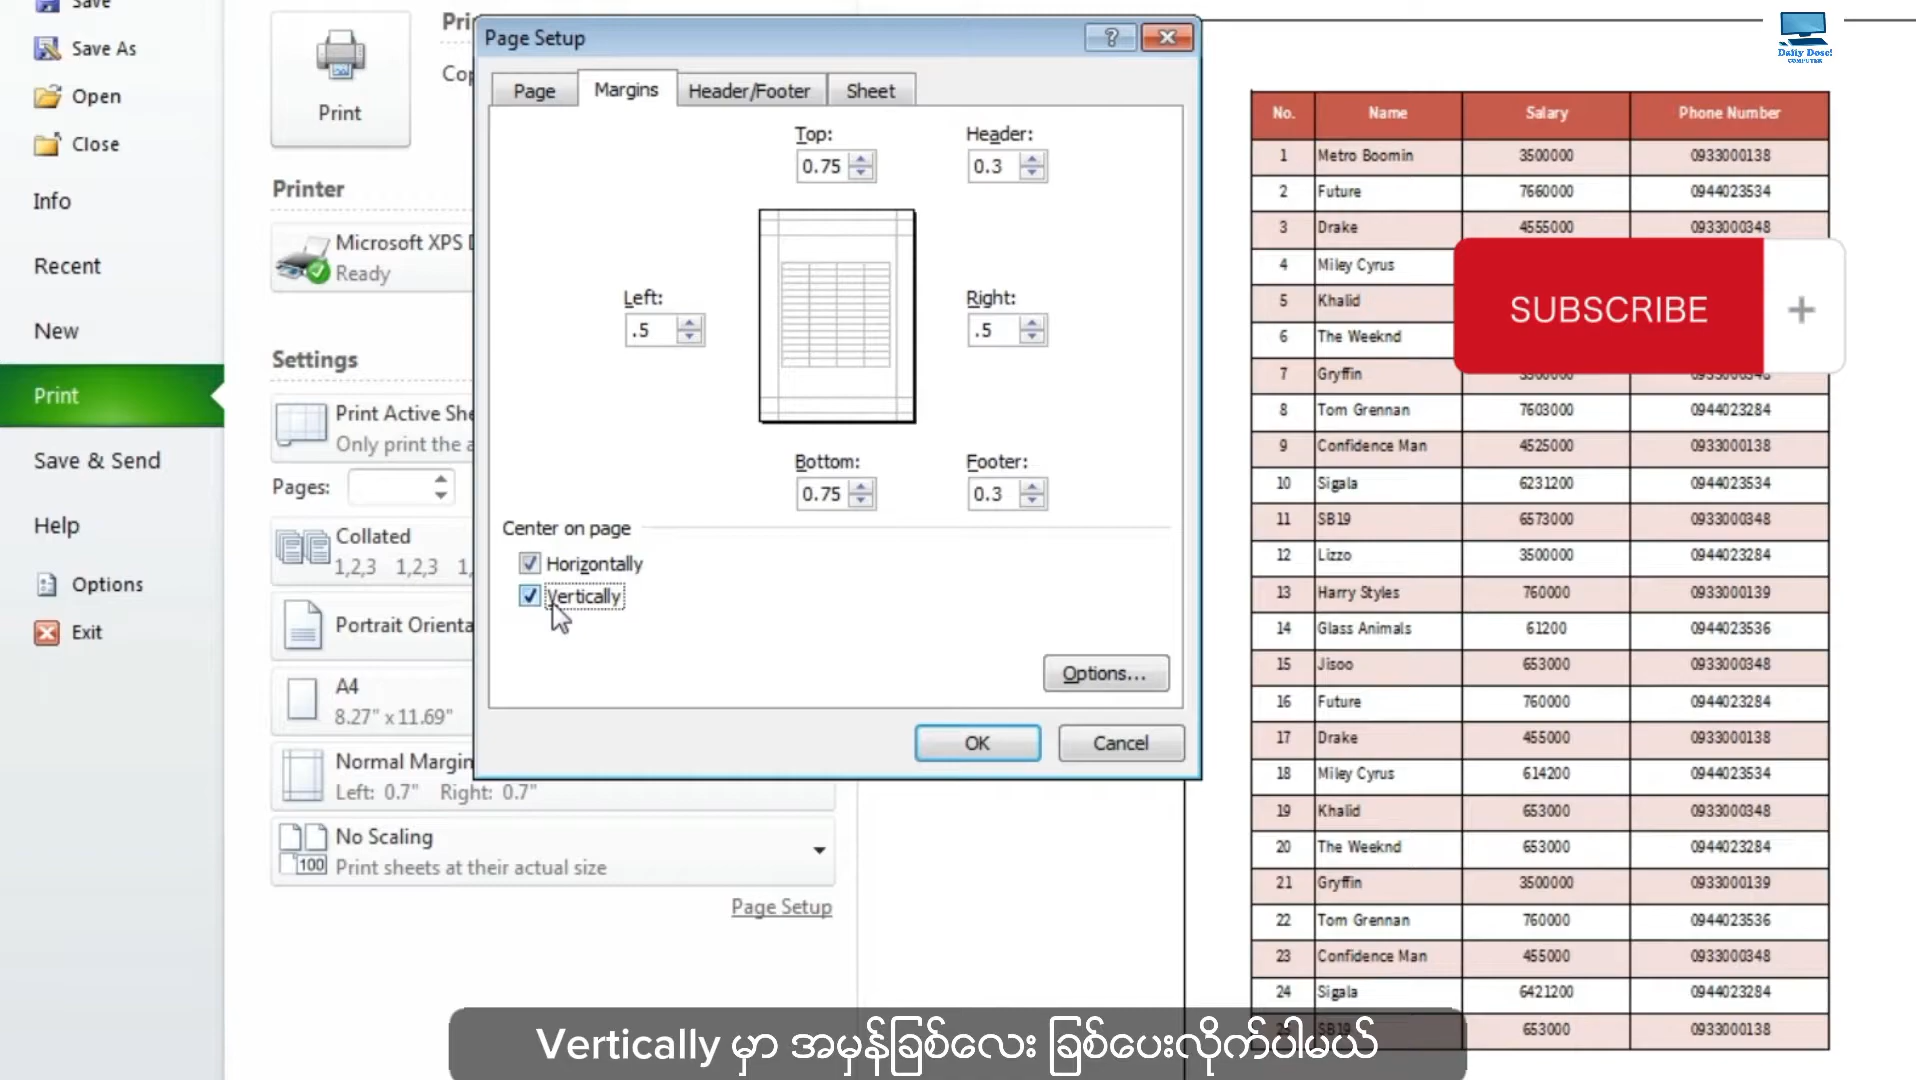 Save
Save As
Open
Close
Info
Recent
New
Print
Save & Send
Help
Options
Exit
Print
Printer
Microsoft XPS
Ready
Settings
Print Active
Only print the
Pages:
Collated
1,2,3 1,2,3
Portrait
A4
8.27" x 11.69"
Normal
Left: 0.7" Right: 0.7"
No Scaling
100
Print sheets at their actual size
Page Setup
Page Setup
Page Margins Header/Footer Sheet
Top: Header:
0.75 0.3
Left: Right:
.5 .5
Bottom: Footer:
0.75 0.3
Center on page
Horizontally
Vertically
Options...
OK Cancel
Daily Dose!
COMPUTER
No. Name Salary Phone Number
1 Metro Boomin 3500000 0933000138
2 Future 7660000 0944023534
3 Drake 4555000 0933000348
4 Miley Cyrus
5 Khalid
6 The Weeknd
7 Gryffin
8 Tom Grennan 7603000 0944023284
9 Confidence Man 4525000 0933000138
10 Sigala 6231200 0944023534
11 SB19 6573000 0933000348
12 Lizzo 3500000 0944023284
13 Harry Styles 760000 0933000139
14 Glass Animals 61200 0944023536
15 Jisoo 653000 0933000348
16 Future 760000 0944023284
17 Drake 455000 0933000138
18 Miley Cyrus 614200 0944023534
19 Khalid 653000 0933000348
20 The Weeknd 653000 0944023284
21 Gryffin 3500000 0933000139
22 Tom Grennan 760000 0944023536
23 Confidence Man 455000 0933000348
24 Sigala 6421200 0944023284
25 SB19 653000 0933000138
SUBSCRIBE
Vertically မှာ အမှန်ခြစ်လေး ခြစ်ပေးလိုက်ပါမယ်